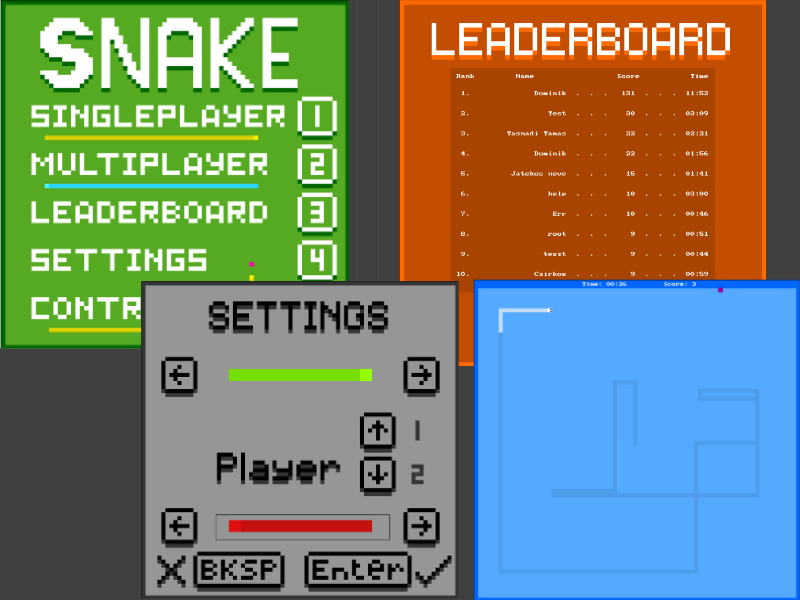 SNAKE
SINGLEPLAYER 1
MULTIPLAYER 2
LEADERBOARD 3
SETTINGS 4
CONTR
LEADERBOARD
Rank Name Score Time
1. Dominik . . . 131 . . . 11:52
2. Test . . . 30 . . . 03:09
3. Tasnadi Tamas . . . 22 . . . 02:21
4. Dominik . . . 22 . . . 01:56
5. Jatekos neve . . . 15 . . . 01:41
6. help . . . 10 . . . 03:00
7. Err . . . 10 . . . 00:46
8. root . . . 9 . . . 00:51
9. teszt . . . 9 . . . 00:44
10. Czirkos . . . 9 . . . 00:59
SETTINGS
Player
1
2
BKSP Enter
Time: 00:26 Score: 3